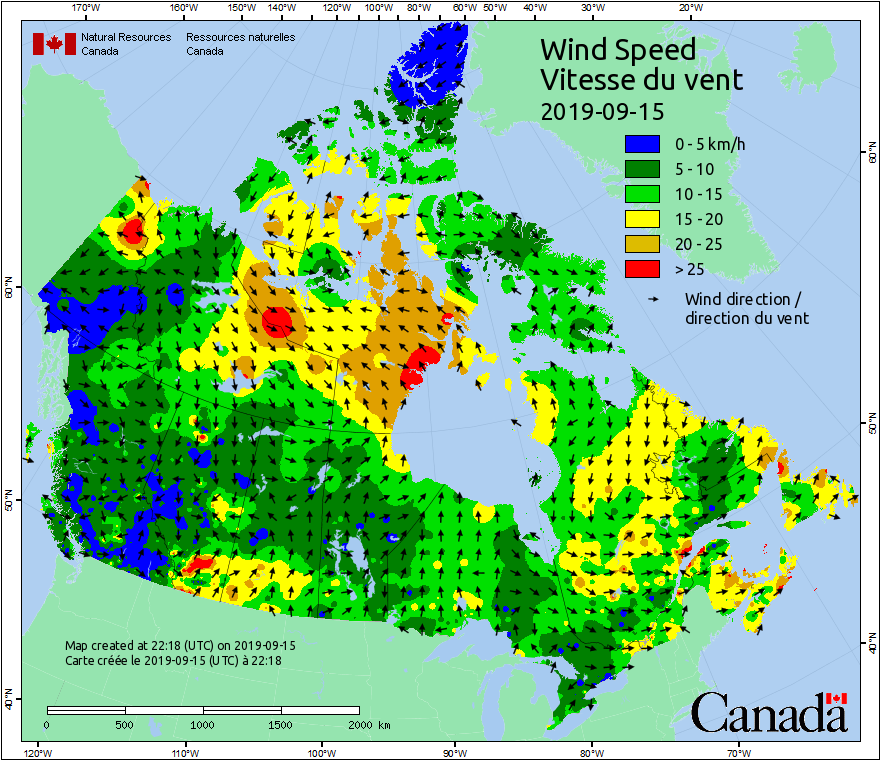 170°W 160°W 150°W 140°W 120°W 100°W 80°W 60°W 50°W 40°W 30°W 20°W
Natural Resources Ressources naturelles
Canada Canada
Wind Speed
Vitesse du vent
2019-09-15
0 - 5 km/h
5 - 10
10 - 15
15 - 20
20 - 25
> 25
Wind direction /
direction du vent
60°N
60°N
50°N
50°N
40°N
40°N
Map created at 22:18 (UTC) on 2019-09-15
Carte créée le 2019-09-15 (UTC) à 22:18
0 500 1000 1500 2000 km
Canada
120°W 110°W 100°W 90°W 80°W 70°W